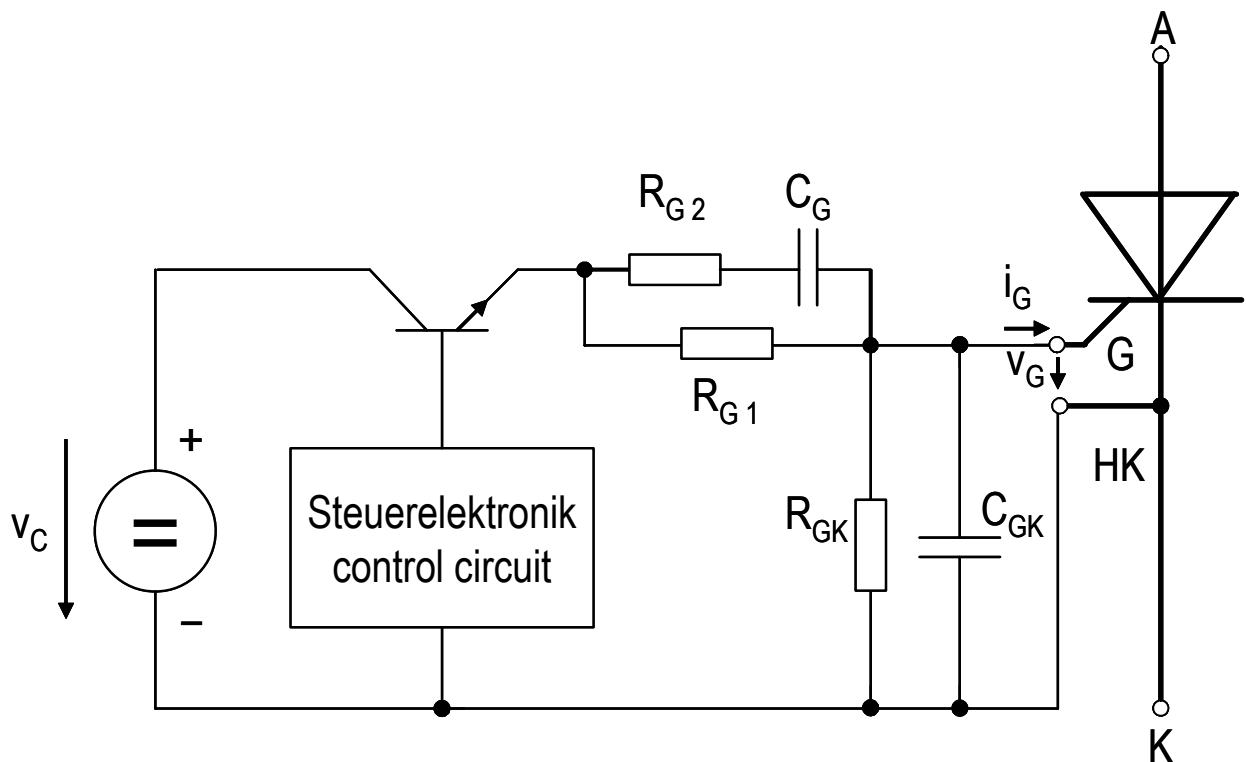 A
R_G 2
C_G
i_G
v_G
G
R_G 1
HK
+
v_C
=
−
Steuerelektronik
control circuit
R_GK
C_GK
K